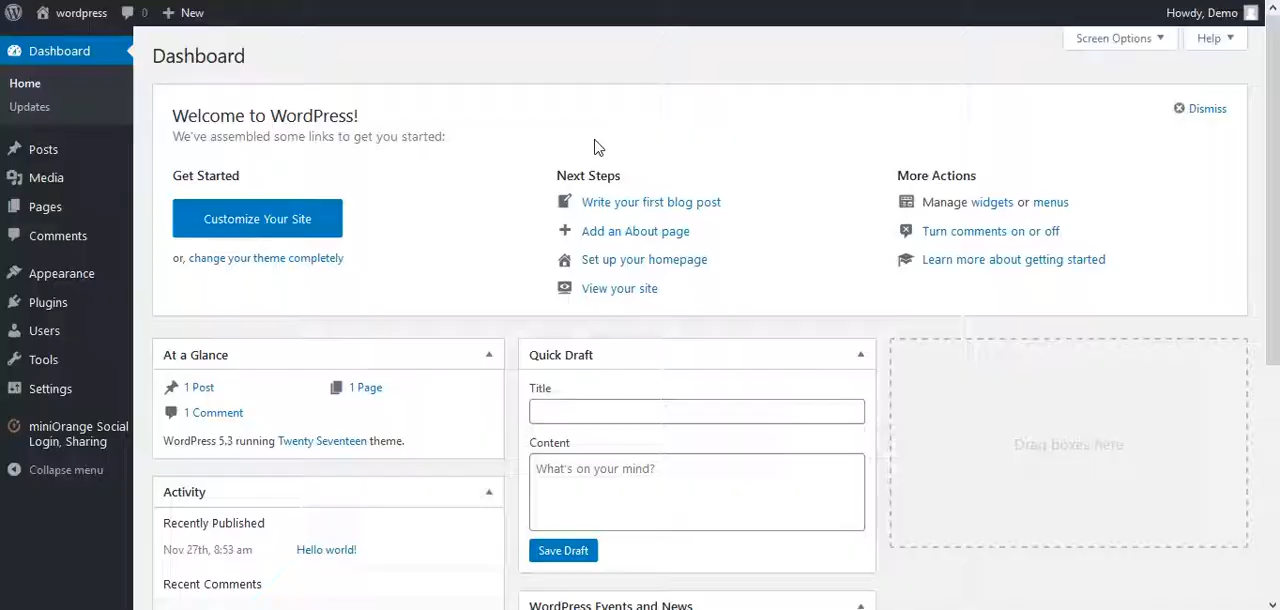 wordpress 0 New Howdy, Demo
Dashboard
Home
Updates
Posts
Media
Pages
Comments
Appearance
Plugins
Users
Tools
Settings
miniOrange Social
Login, Sharing
Collapse menu
Screen Options Help
Dashboard
Welcome to WordPress!
We've assembled some links to get you started:
Dismiss
Get Started
Customize Your Site
or, change your theme completely
Next Steps
Write your first blog post
Add an About page
Set up your homepage
View your site
More Actions
Manage widgets or menus
Turn comments on or off
Learn more about getting started
At a Glance
1 Post 1 Page
1 Comment
WordPress 5.3 running Twenty Seventeen theme.
Activity
Recently Published
Nov 27th, 8:53 am Hello world!
Recent Comments
Quick Draft
Title
Content
What's on your mind?
Save Draft
WordPress Events and News
Drag boxes here